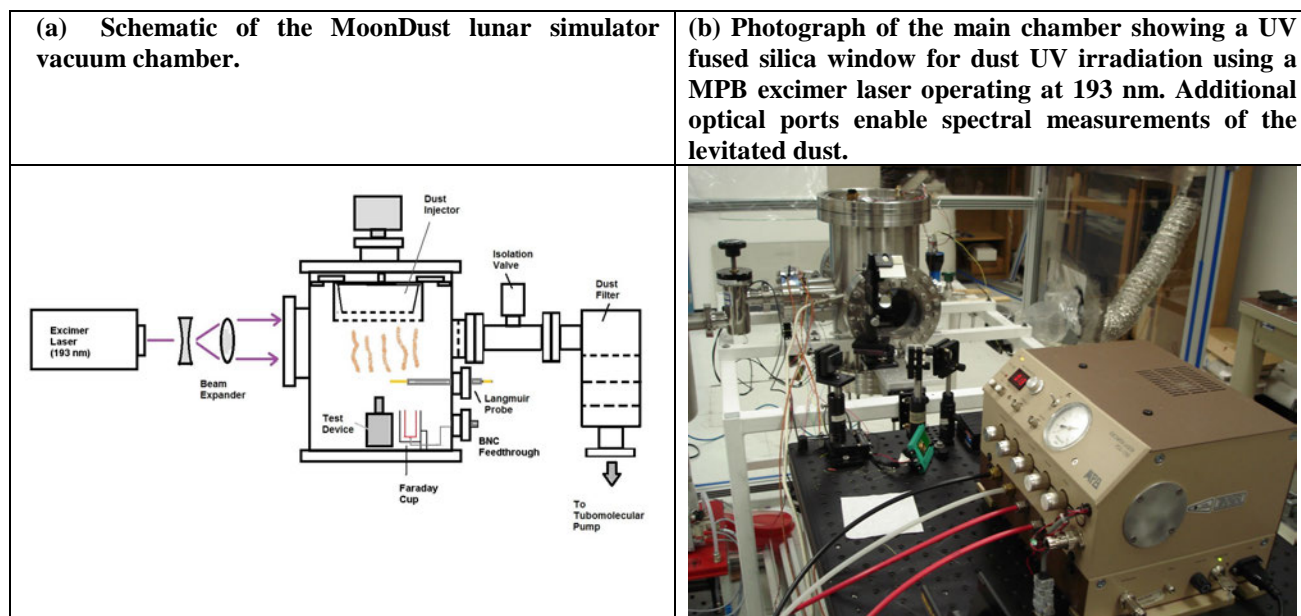 (a) Schematic of the MoonDust lunar simulator
vacuum chamber.
(b) Photograph of the main chamber showing a UV
fused silica window for dust UV irradiation using a
MPB excimer laser operating at 193 nm. Additional
optical ports enable spectral measurements of the
levitated dust.
Dust
Injector
Isolation
Valve
Dust
Filter
Excimer
Laser
(193 nm)
Beam
Expander
Langmuir
Probe
Test
Device
BNC
Feedthrough
Faraday
Cup
To
Tubomolecular
Pump